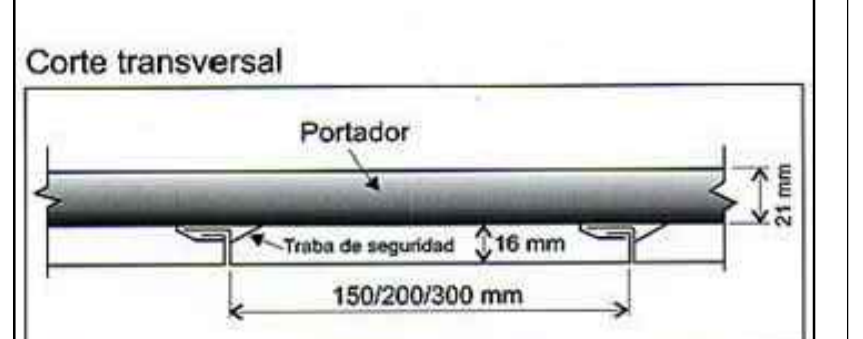 Corte transversal
Portador
21 mm
Traba de seguridad
16 mm
150/200/300 mm